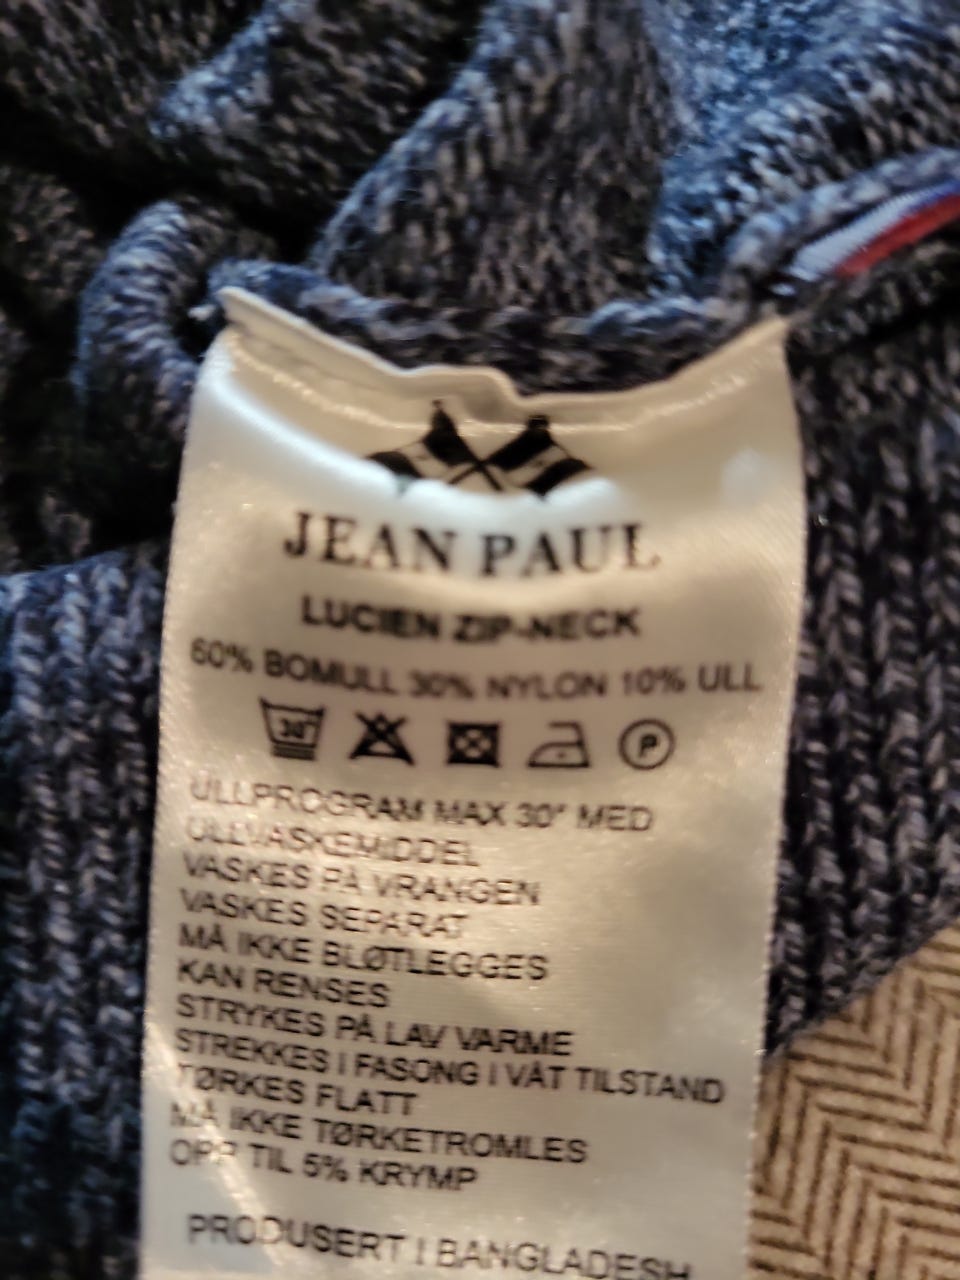 JEAN PAUL
LUCIEN ZIP-NECK
60% BOMULL 30% NYLON 10% ULL
30° P
ULLPROGRAM MAX 30° MED
ULLVASKEMIDDEL
VASKES PÅ VRANGEN
VASKES SEPARAT
MÅ IKKE BLØTLEGGES
KAN RENSES
STRYKES PÅ LAV VARME
STREKKES I FASONG I VÅT TILSTAND
TØRKES FLATT
MÅ IKKE TØRKETROMLES
OPP TIL 5% KRYMP
PRODUSERT I BANGLADESH